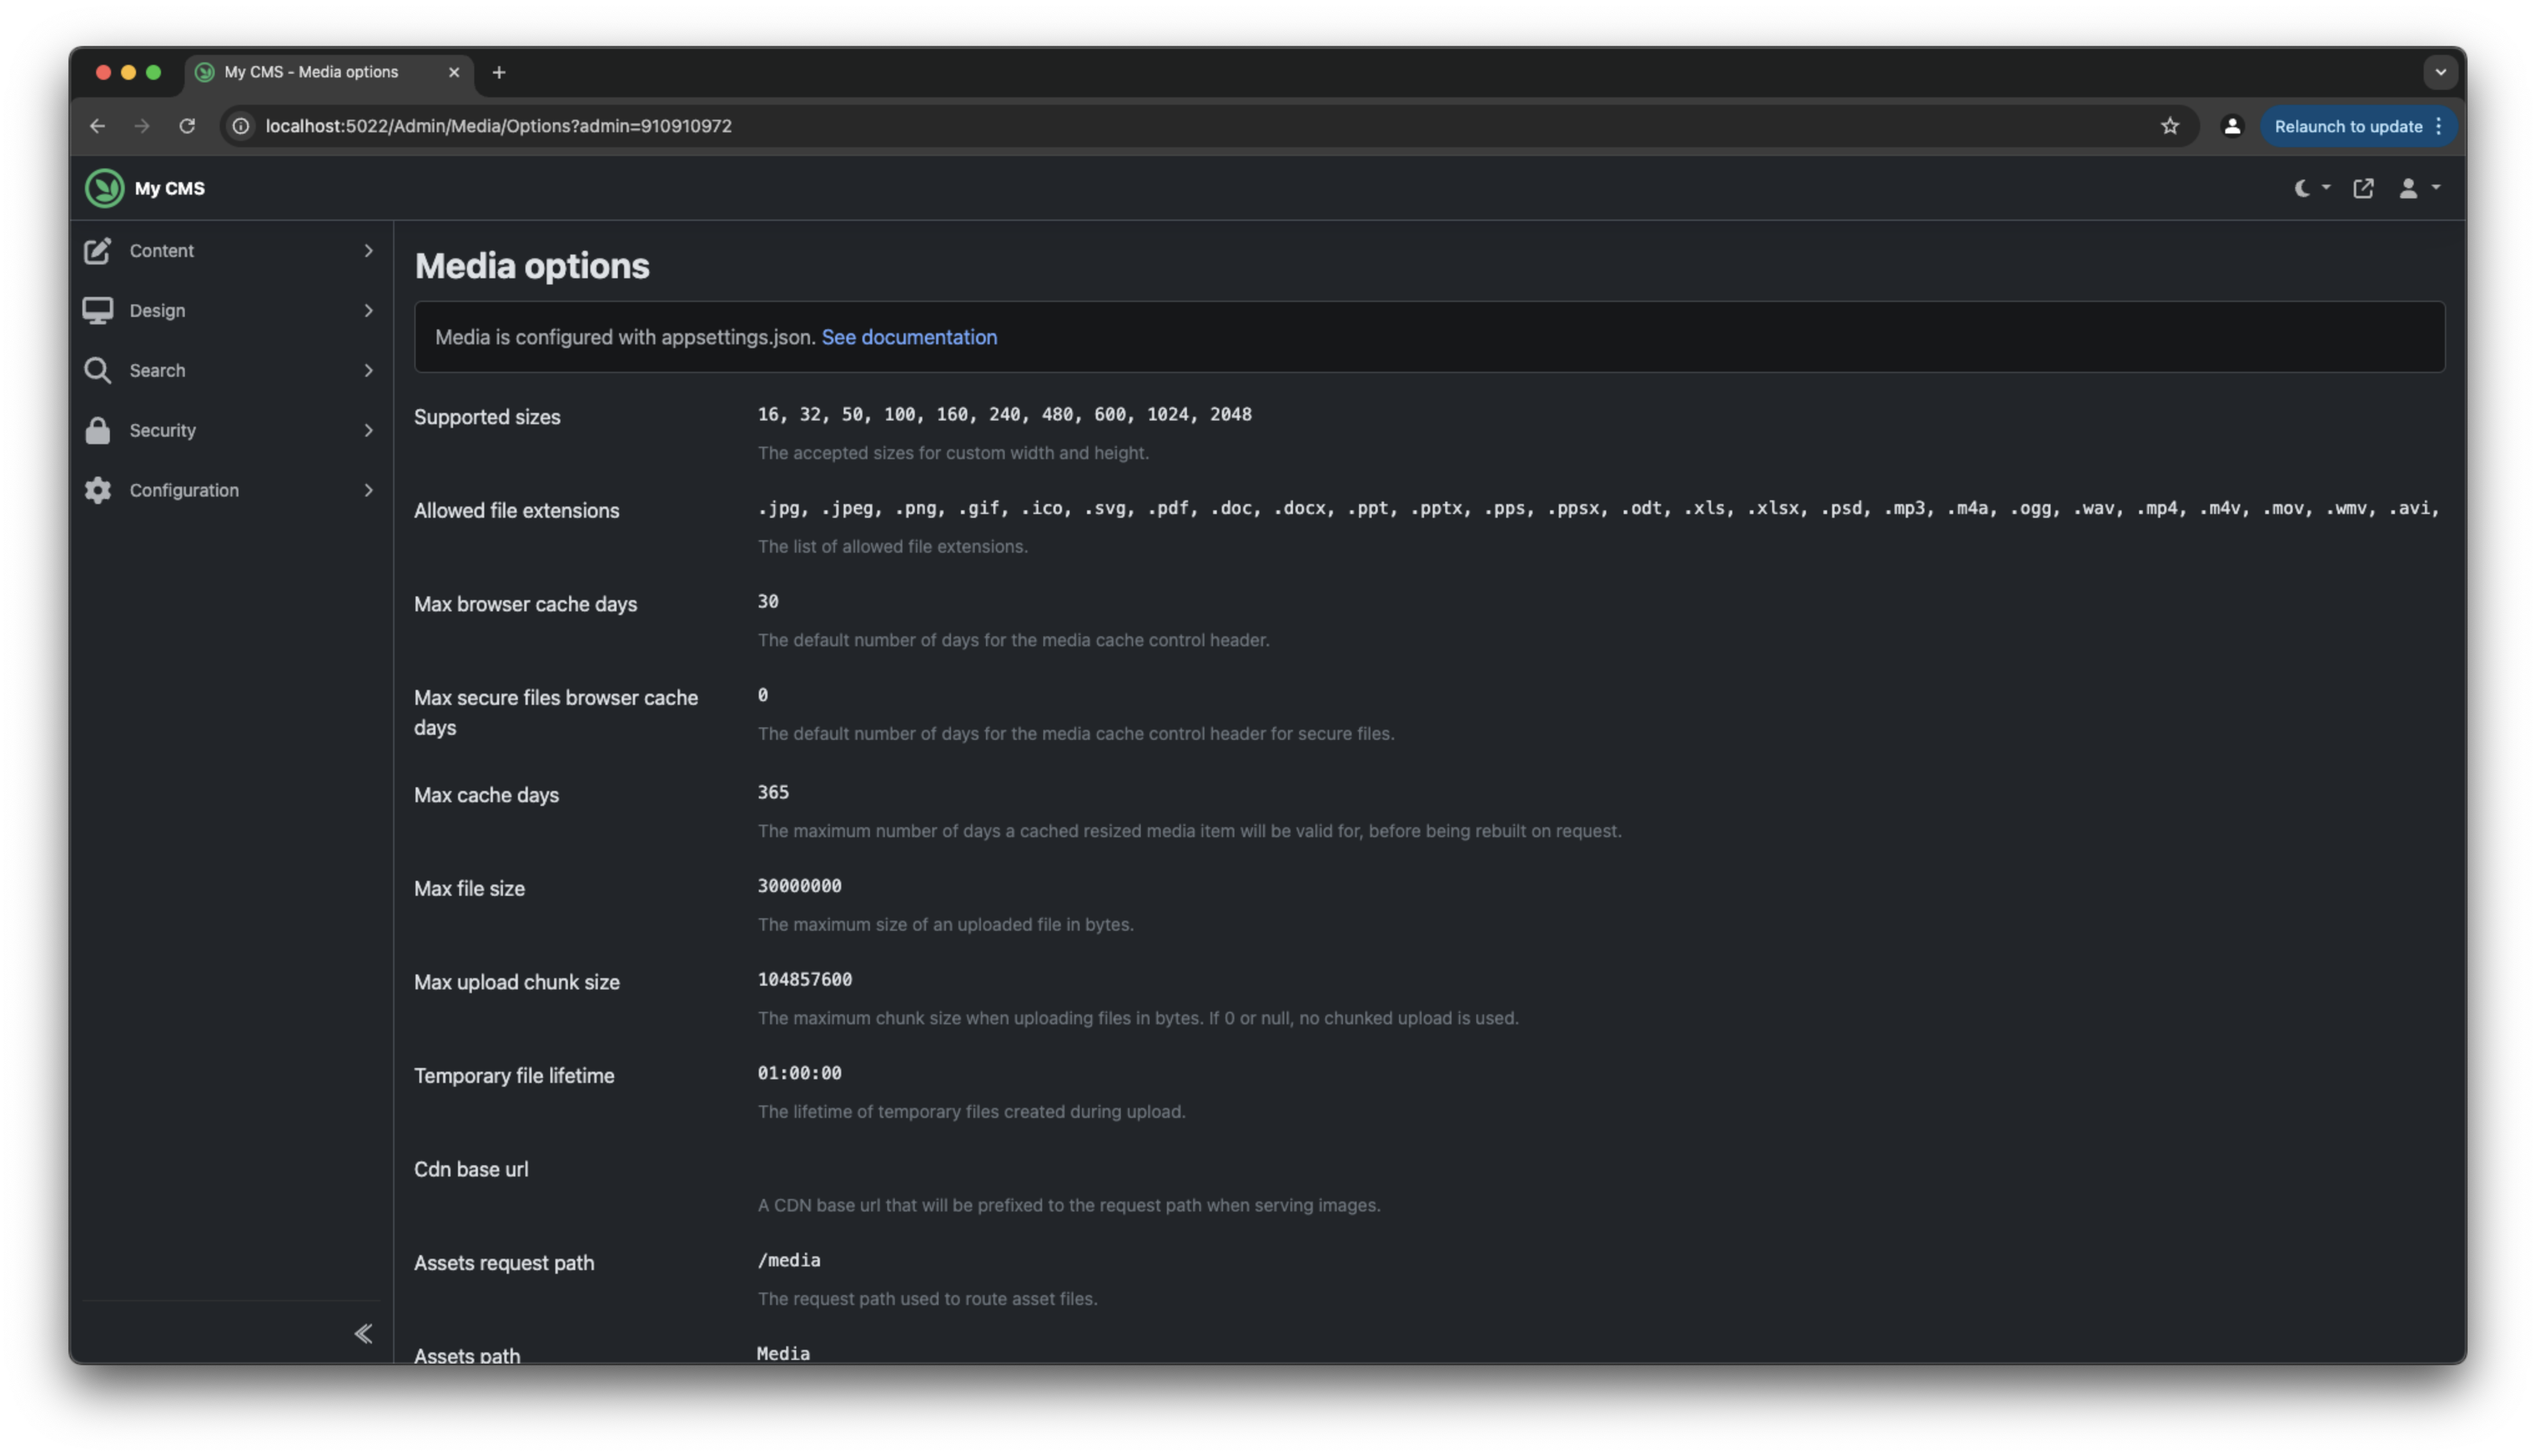 My CMS - Media options
localhost:5022/Admin/Media/Options?admin=910910972
Relaunch to update
My CMS
Content
Design
Search
Security
Configuration
Media options
Media is configured with appsettings.json. See documentation
Supported sizes
16, 32, 50, 100, 160, 240, 480, 600, 1024, 2048
The accepted sizes for custom width and height.
Allowed file extensions
.jpg, .jpeg, .png, .gif, .ico, .svg, .pdf, .doc, .docx, .ppt, .pptx, .pps, .ppsx, .odt, .xls, .xlsx, .psd, .mp3, .m4a, .ogg, .wav, .mp4, .m4v, .mov, .wmv, .avi,
The list of allowed file extensions.
Max browser cache days
30
The default number of days for the media cache control header.
Max secure files browser cache
days
0
The default number of days for the media cache control header for secure files.
Max cache days
365
The maximum number of days a cached resized media item will be valid for, before being rebuilt on request.
Max file size
30000000
The maximum size of an uploaded file in bytes.
Max upload chunk size
104857600
The maximum chunk size when uploading files in bytes. If 0 or null, no chunked upload is used.
Temporary file lifetime
01:00:00
The lifetime of temporary files created during upload.
Cdn base url
A CDN base url that will be prefixed to the request path when serving images.
Assets request path
/media
The request path used to route asset files.
Assets path
Media